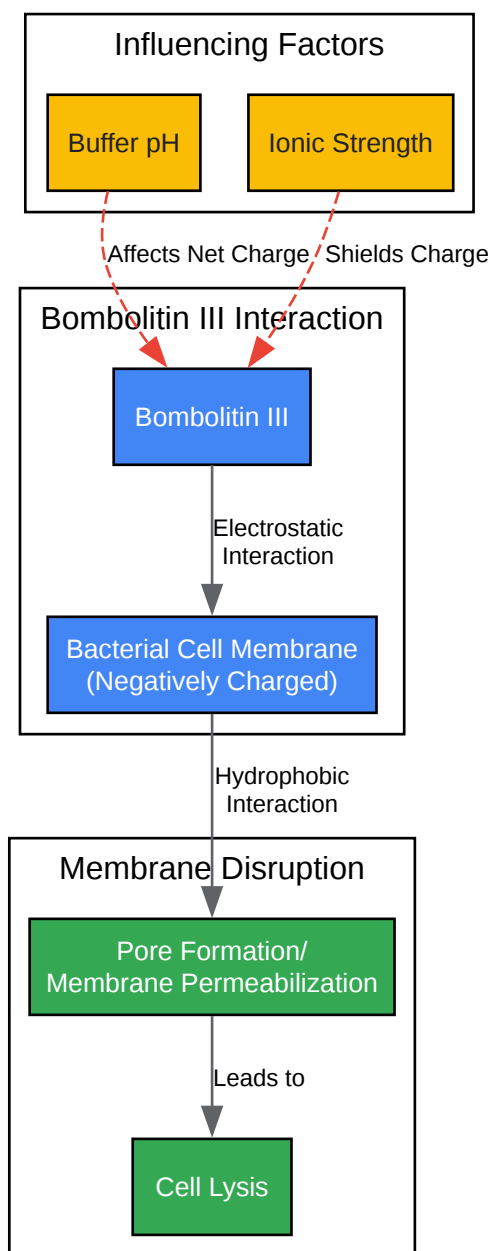 Influencing Factors
Buffer pH
Ionic Strength
Affects Net Charge
Shields Charge
Bombolitin III Interaction
Bombolitin III
Electrostatic
Interaction
Bacterial Cell Membrane
(Negatively Charged)
Hydrophobic
Interaction
Membrane Disruption
Pore Formation/
Membrane Permeabilization
Leads to
Cell Lysis